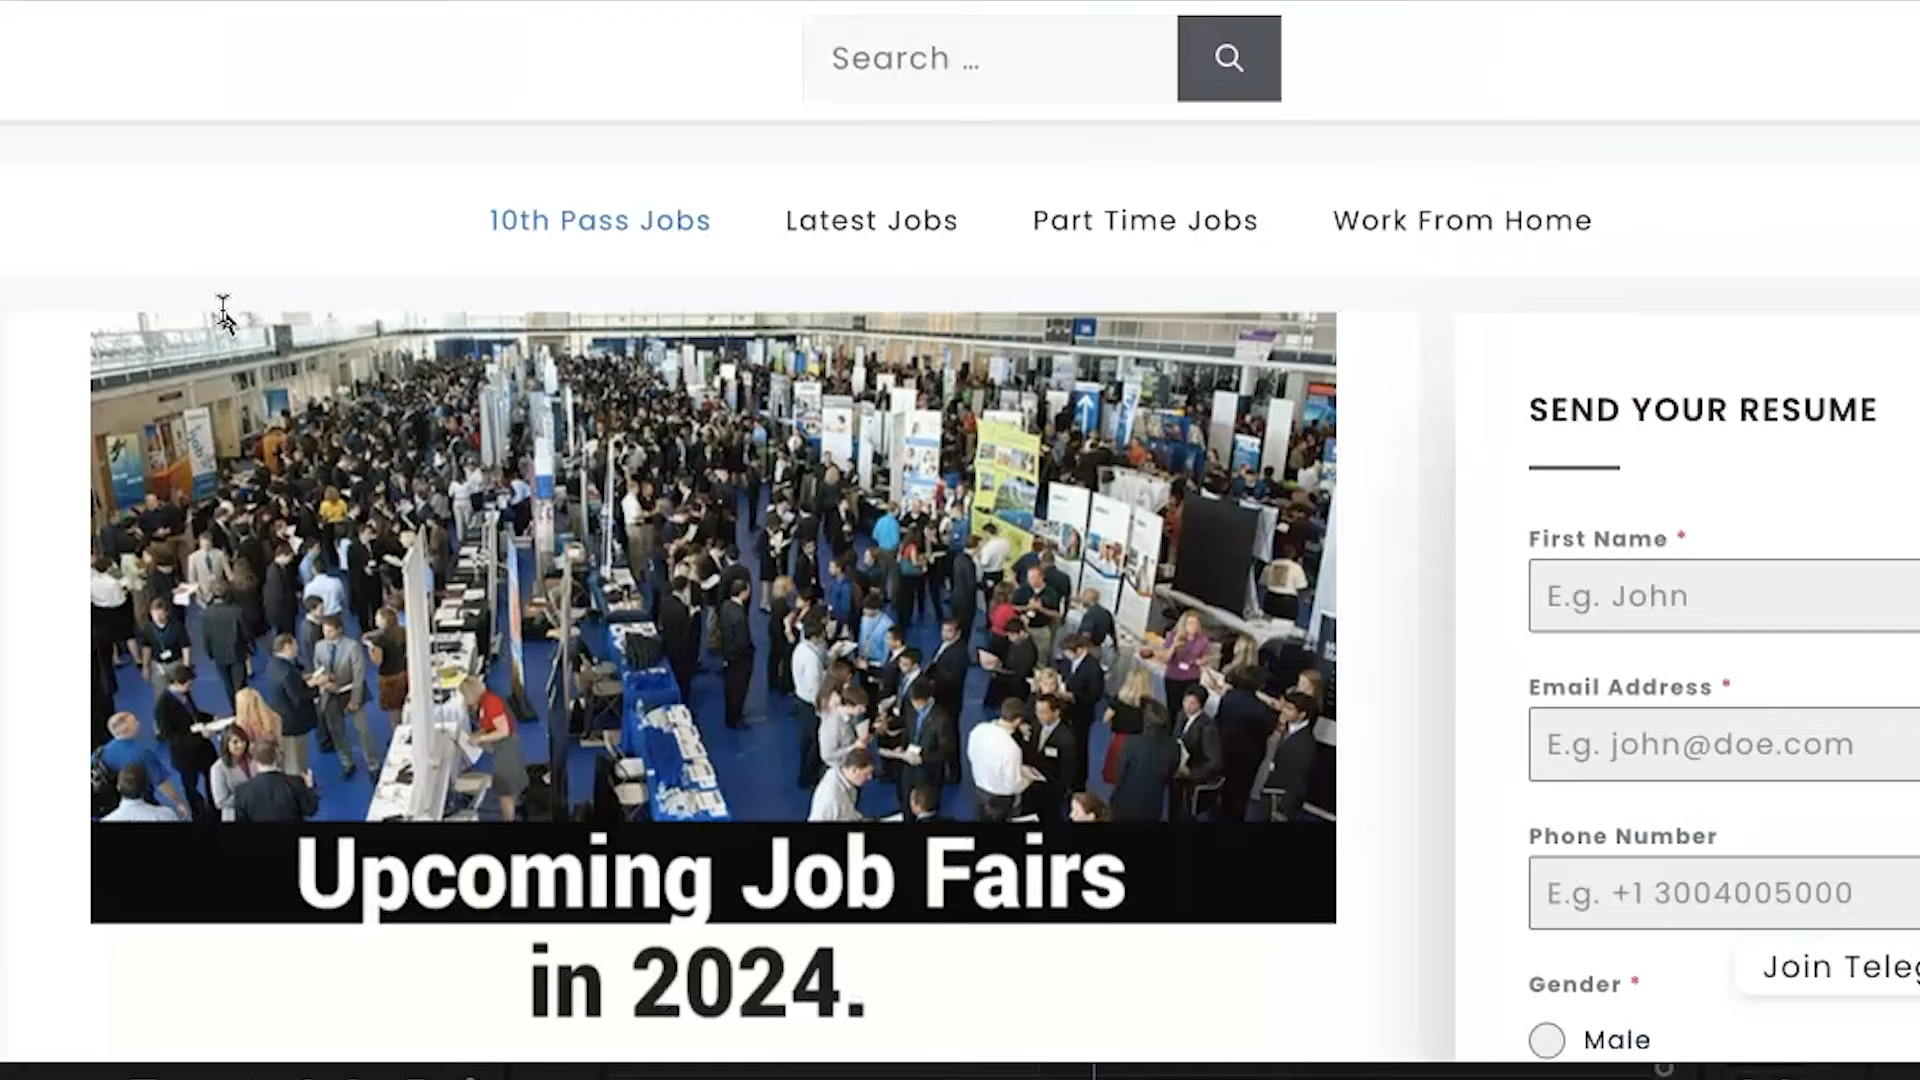 Search ...
10th Pass Jobs
Latest Jobs
Part Time Jobs
Work From Home
Upcoming Job Fairs
in 2024.
SEND YOUR RESUME
First Name *
E.g. John
Email Address *
E.g. john@doe.com
Phone Number
E.g. +1 3004005000
Join
Gender *
Male